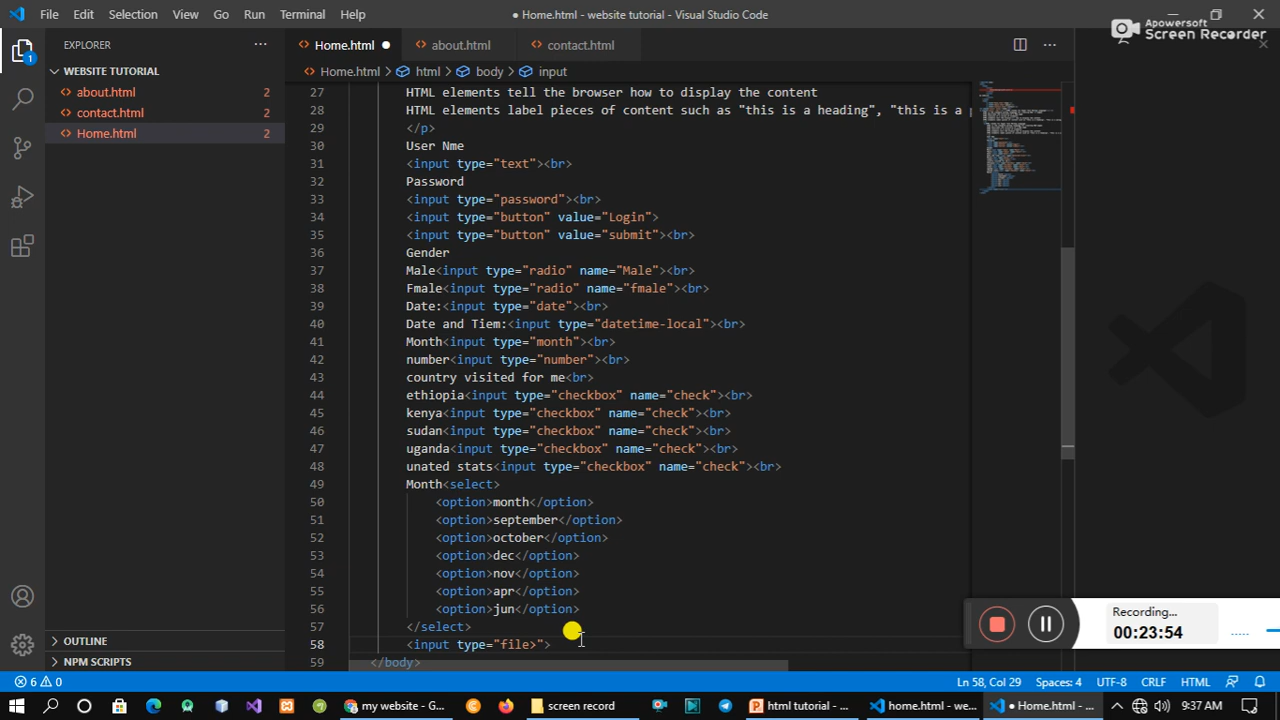 File Edit Selection View Go Run Terminal Help
● Home.html - website tutorial - Visual Studio Code
Apowersoft
Screen Recorder
EXPLORER
Home.html
about.html
contact.html
1
WEBSITE TUTORIAL
Home.html > html > body > input
about.html 2
contact.html 2
Home.html 2
27 HTML elements tell the browser how to display the content
28 HTML elements label pieces of content such as "this is a heading", "this is a
29 </p>
30 User Nme
31 <input type="text"><br>
32 Password
33 <input type="password"><br>
34 <input type="button" value="Login">
35 <input type="button" value="submit"><br>
36 Gender
37 Male<input type="radio" name="Male"><br>
38 Fmale<input type="radio" name="fmale"><br>
39 Date:<input type="date"><br>
40 Date and Tiem:<input type="datetime-local"><br>
41 Month<input type="month"><br>
42 number<input type="number"><br>
43 country visited for me<br>
44 ethiopia<input type="checkbox" name="check"><br>
45 kenya<input type="checkbox" name="check"><br>
46 sudan<input type="checkbox" name="check"><br>
47 uganda<input type="checkbox" name="check"><br>
48 unated stats<input type="checkbox" name="check"><br>
49 Month<select>
50 <option>month</option>
51 <option>september</option>
52 <option>october</option>
53 <option>dec</option>
54 <option>nov</option>
55 <option>apr</option>
56 <option>jun</option>
57 </select>
58 <input type="file>">
59 </body>
Recording...
00:23:54
OUTLINE
NPM SCRIPTS
6 0
Ln 58, Col 29 Spaces: 4 UTF-8 CRLF HTML
my website - G...
screen record
html tutorial - ...
home.html - we...
● Home.html - ...
9:37 AM